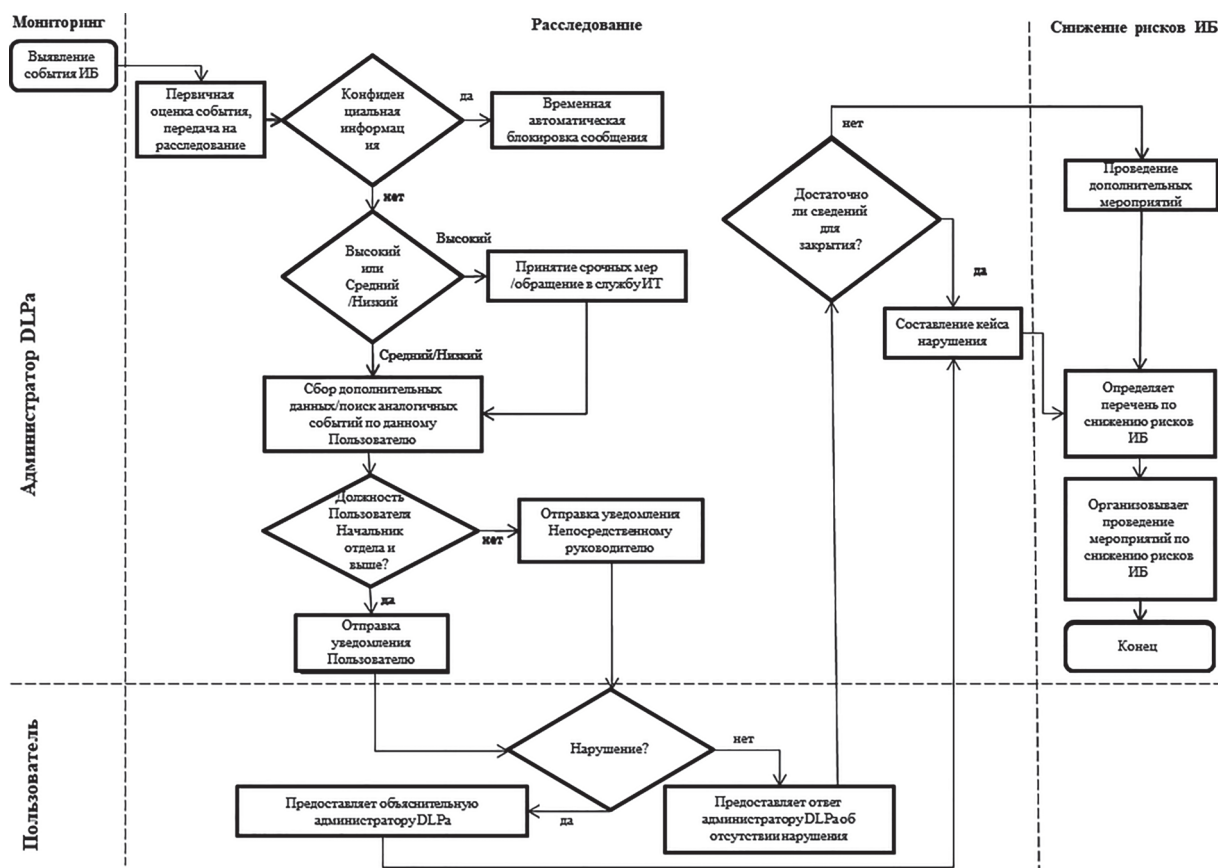 Мониторинг
Расследование
Снижение рисков ИБ
Выявление
события ИБ
Первичная
оценка события,
передача на
расследование
Конфиден
циальная
информац
ия
да
Временная
автоматическая
блокировка сообщения
нет
Высокий
или
Средний
/Низкий
Высокий
Принятие срочных мер
/обращение в службу ИТ
Средний/Низкий
Сбор дополнительных
данных/поиск аналогичных
событий по данному
Пользователю
Должность
Пользователя
Начальник
отдела и
выше?
нет
Отправка уведомления
Непосредственному
руководителю
да
Отправка
уведомления
Пользователю
Достаточно
ли сведений
для
закрытия?
нет
да
Составление кейса
нарушения
Проведение
дополнительных
мероприятий
Определяет
перечень по
снижению рисков
ИБ
Организовывает
проведение
мероприятий по
снижению рисков
ИБ
Конец
Администратор DLPа
Пользователь
Нарушение?
нет
да
Предоставляет объяснительную
администратору DLPа
Предоставляет ответ
администратору DLPа об
отсутствии нарушения